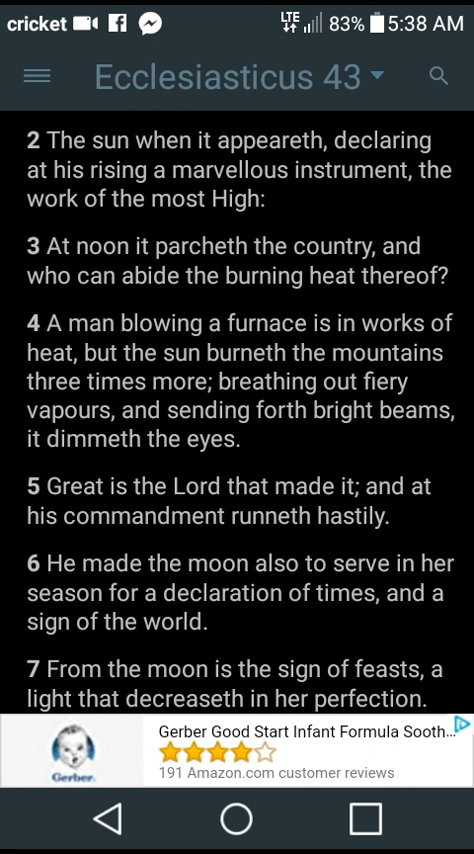 cricket LTE 83% 5:38 AM
Ecclesiasticus 43
2 The sun when it appeareth, declaring
at his rising a marvellous instrument, the
work of the most High:
3 At noon it parcheth the country, and
who can abide the burning heat thereof?
4 A man blowing a furnace is in works of
heat, but the sun burneth the mountains
three times more; breathing out fiery
vapours, and sending forth bright beams,
it dimmeth the eyes.
5 Great is the Lord that made it; and at
his commandment runneth hastily.
6 He made the moon also to serve in her
season for a declaration of times, and a
sign of the world.
7 From the moon is the sign of feasts, a
light that decreaseth in her perfection.
Gerber Good Start Infant Formula Sooth...
Gerber.
191 Amazon.com customer reviews